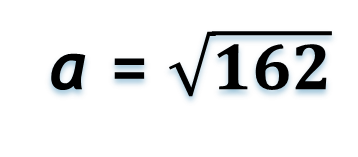 a = √162